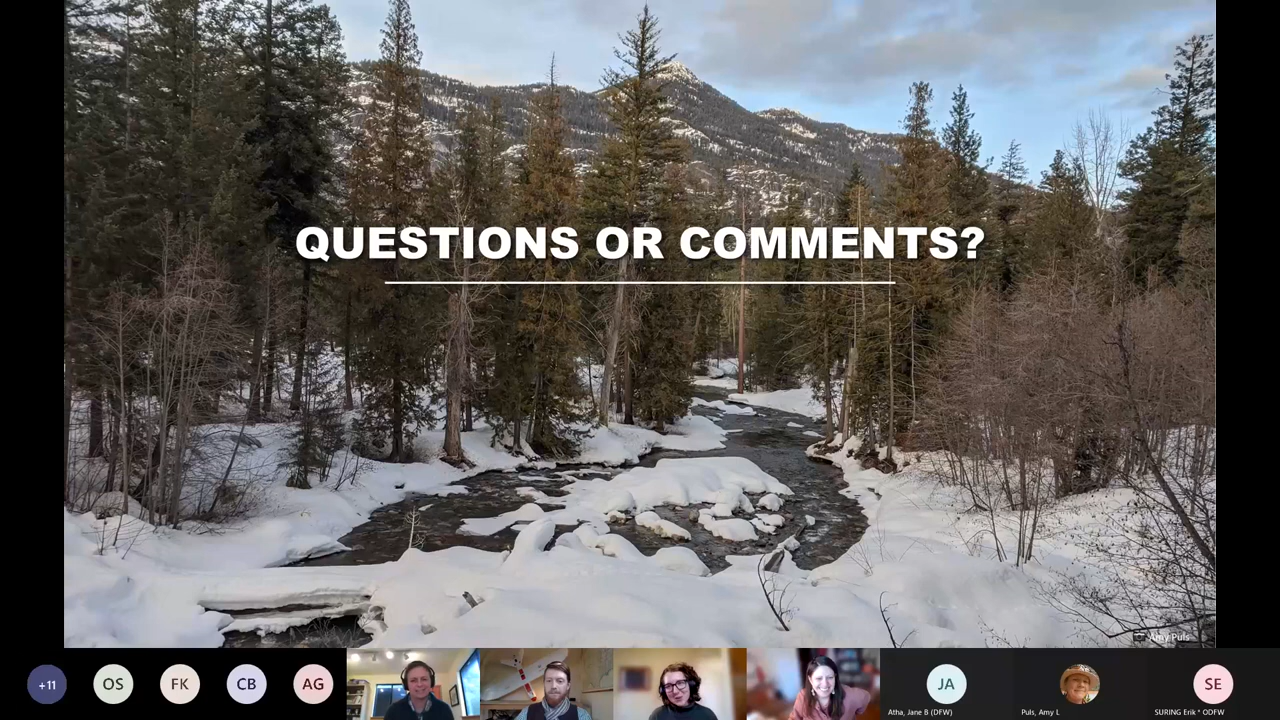 QUESTIONS OR COMMENTS?
Amy Puls
+11
OS
FK
CB
AG
JA
SE
Atha, Jane B (DFW)
Puls, Amy L
SURING Erik * ODFW